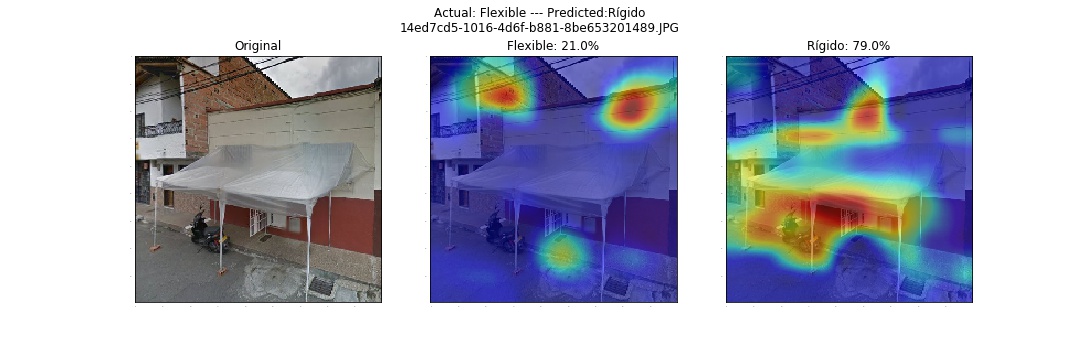 Actual: Flexible --- Predicted:Rígido
14ed7cd5-1016-4d6f-b881-8be653201489.JPG
Original
Flexible: 21.0%
Rígido: 79.0%